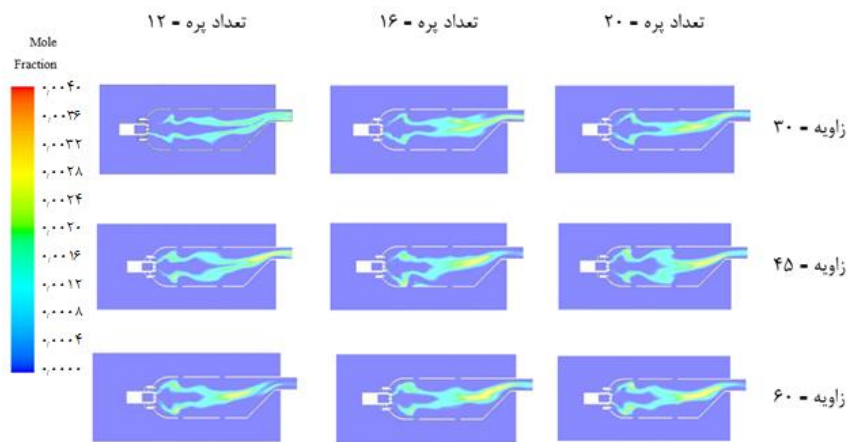 تعداد پره = ۱۲
تعداد پره = ۱۶
تعداد پره = ۲۰
Mole
Fraction
۰,۰۰۴۰
۰,۰۰۳۶
۰,۰۰۳۲
۰,۰۰۲۸
۰,۰۰۲۴
۰,۰۰۲۰
۰,۰۰۱۶
۰,۰۰۱۲
۰,۰۰۰۸
۰,۰۰۰۴
۰,۰۰۰۰
زاویه = ۳۰
زاویه = ۴۵
زاویه = ۶۰